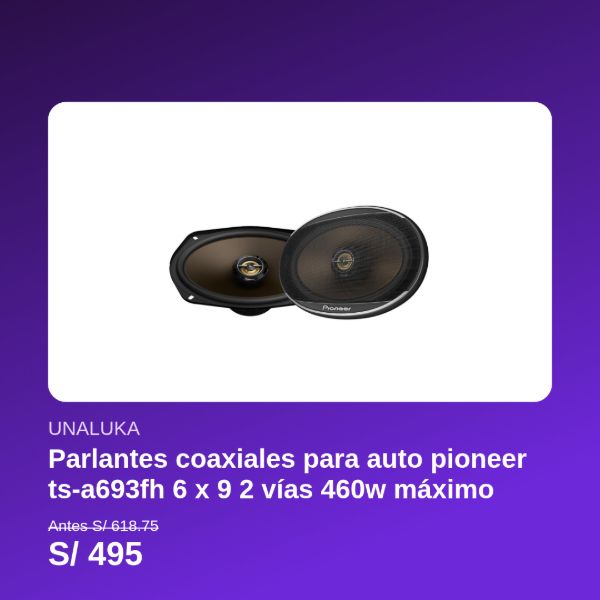 Pioneer
UNALUKA
Parlantes coaxiales para auto pioneer
ts-a693fh 6 x 9 2 vías 460w máximo
Antes S/ 618.75
S/ 495